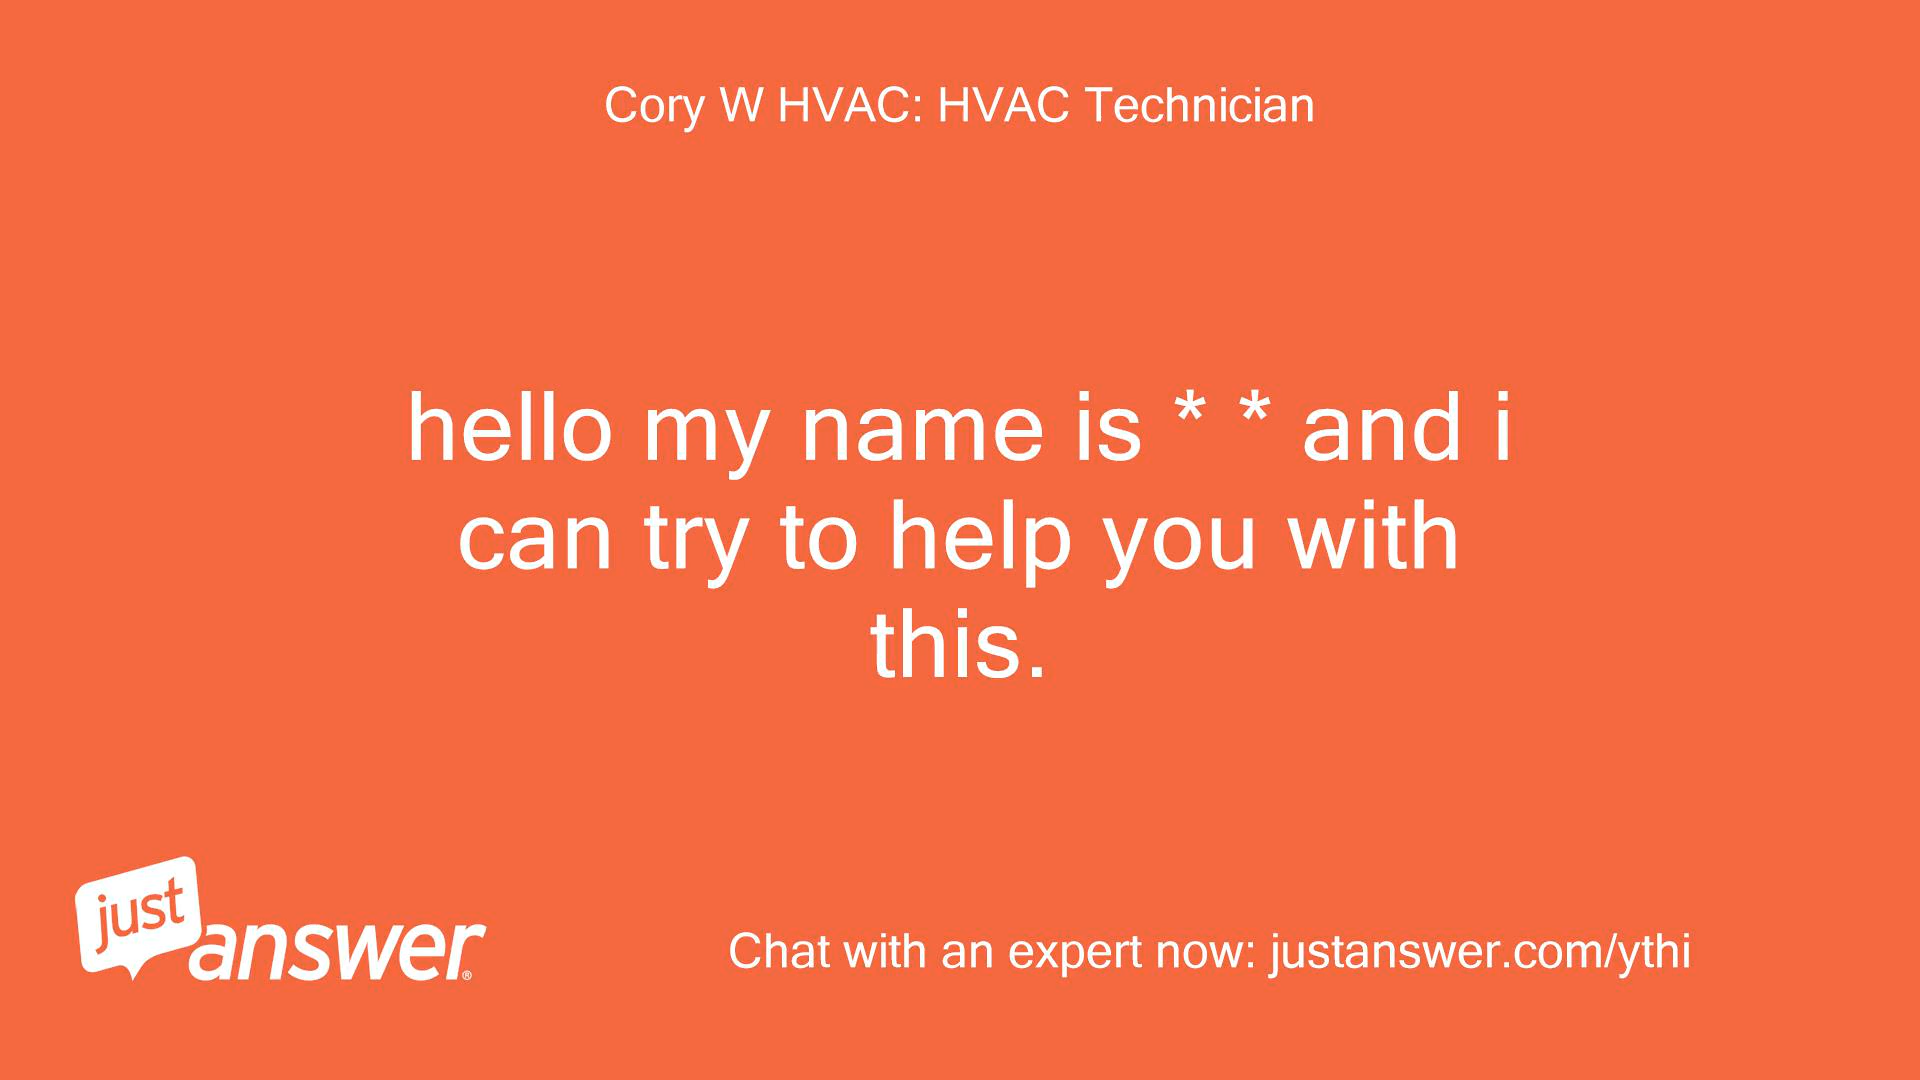 Cory W HVAC: HVAC Technician
hello my name is * * and i
can try to help you with
this.
just
answer®
Chat with an expert now: justanswer.com/ythi